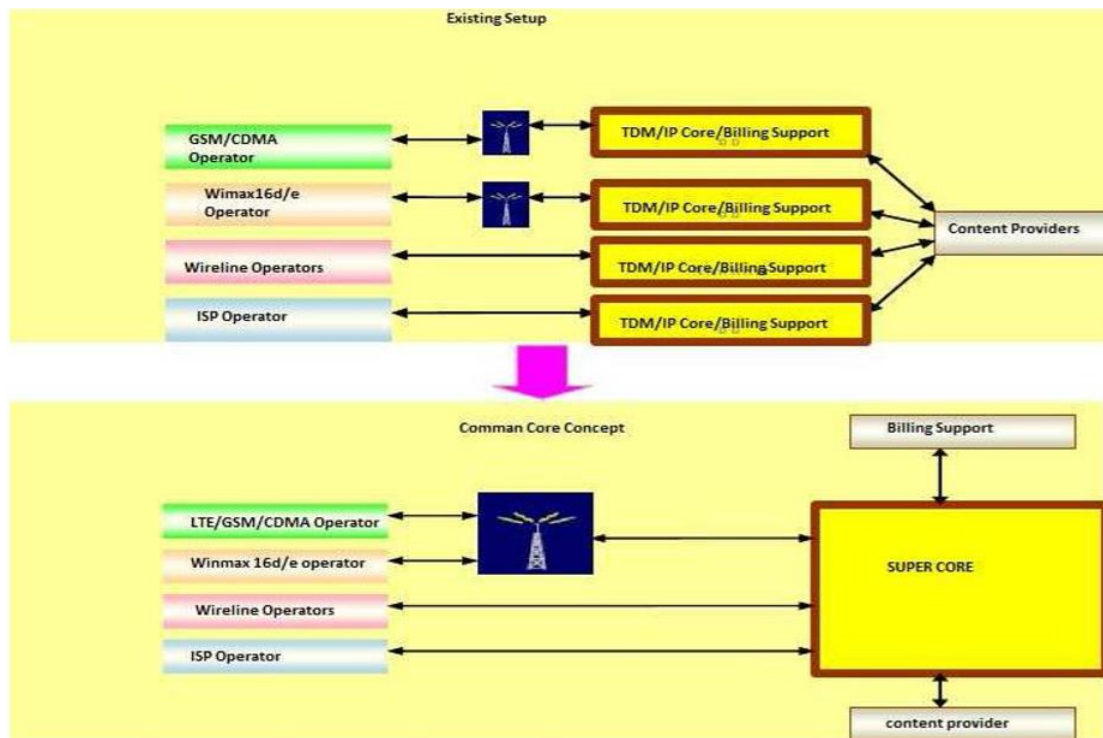 Existing Setup
GSM/CDMA
Operator
TDM/IP Core/Billing Support
Wimax16d/e
Operator
TDM/IP Core/Billing Support
Content Providers
Wireline Operators
TDM/IP Core/Billing Support
ISP Operator
TDM/IP Core/Billing Support
Comman Core Concept
Billing Support
LTE/GSM/CDMA Operator
Winmax 16d/e operator
SUPER CORE
Wireline Operators
ISP Operator
content provider